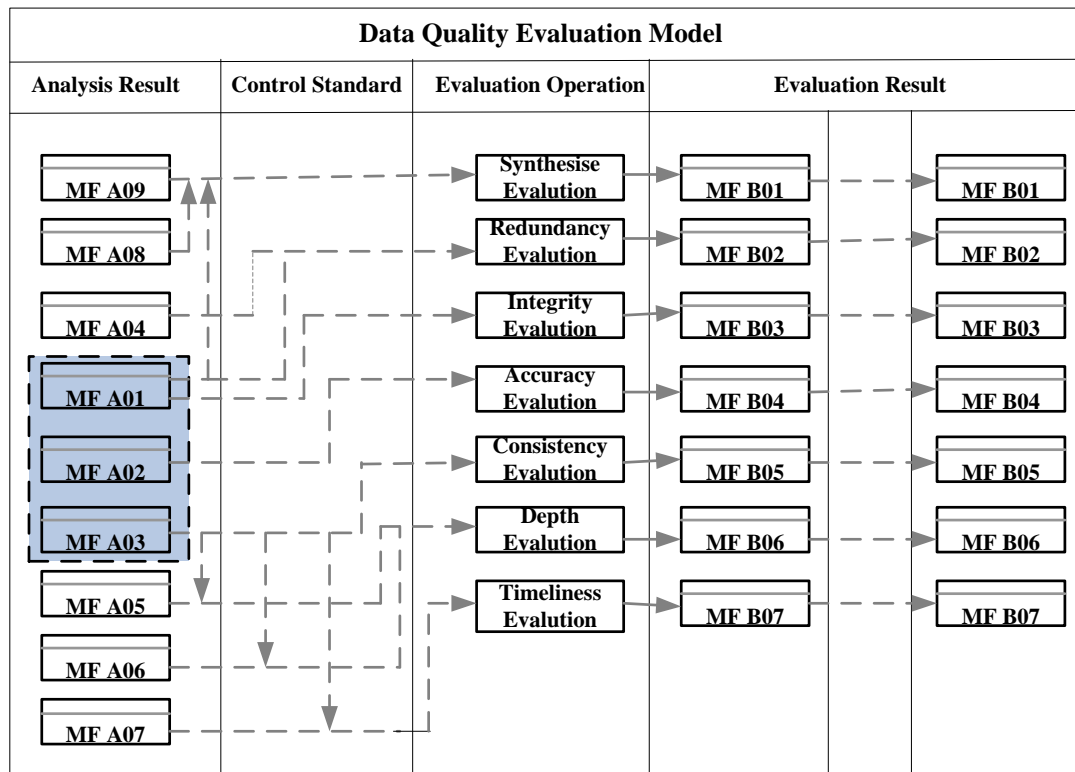 Data Quality Evaluation Model
Analysis Result
Control Standard
Evaluation Operation
Evaluation Result
MF A09
Synthesise
Evalution
MF B01
MF B01
MF A08
Redundancy
Evalution
MF B02
MF B02
MF A04
Integrity
Evalution
MF B03
MF B03
MF A01
Accuracy
Evalution
MF B04
MF B04
MF A02
Consistency
Evalution
MF B05
MF B05
MF A03
Depth
Evalution
MF B06
MF B06
MF A05
Timeliness
Evalution
MF B07
MF B07
MF A06
MF A07